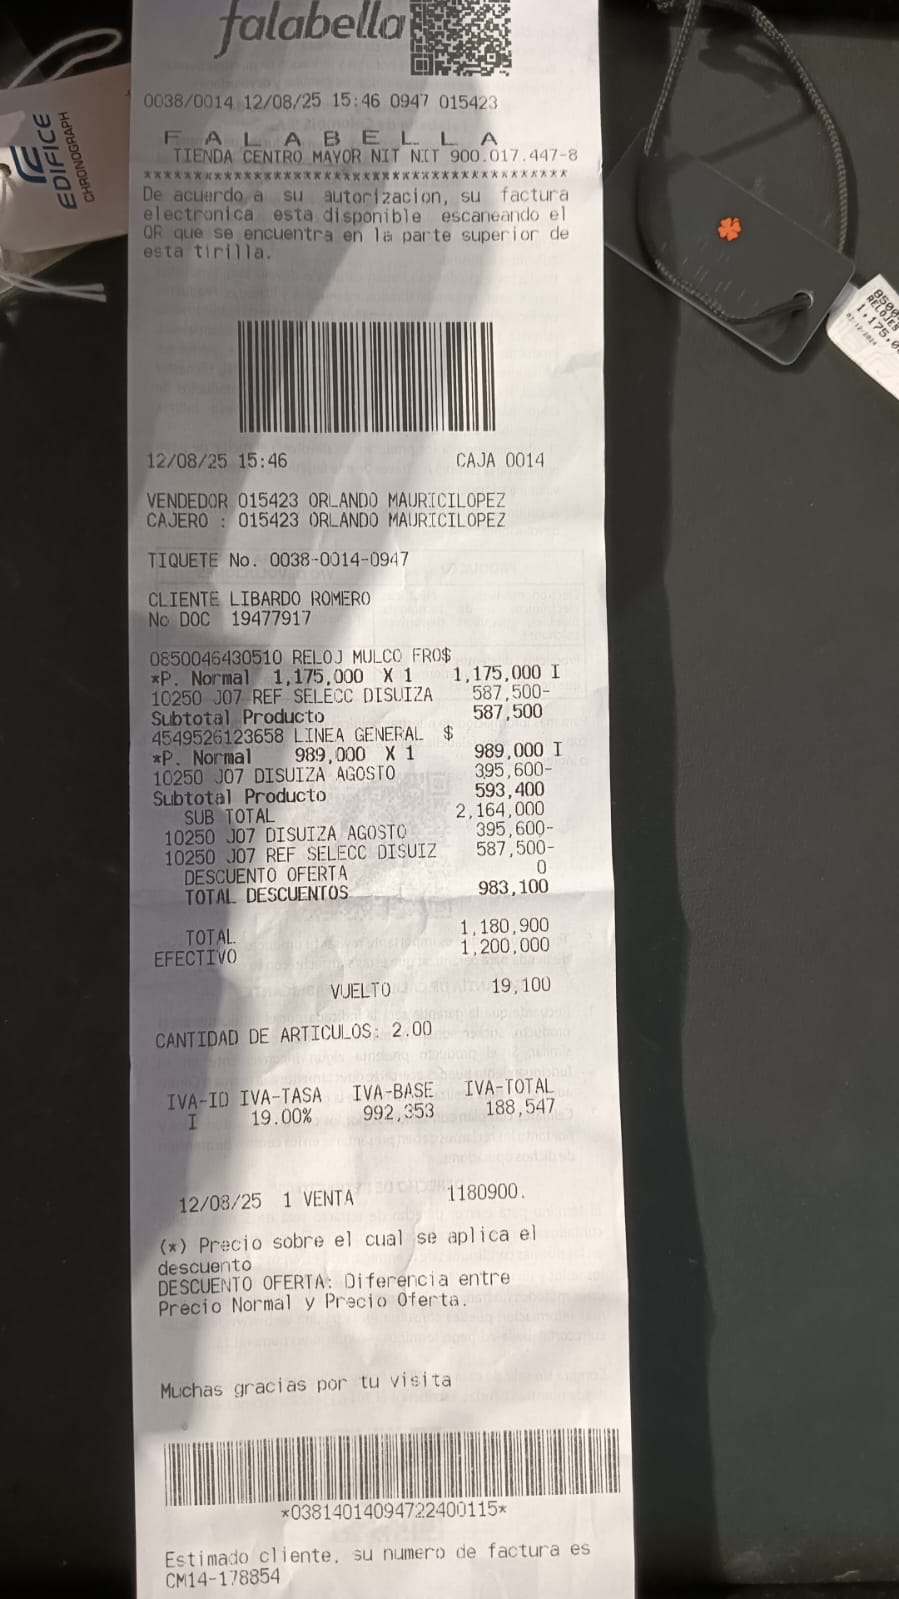 falabella
0038/0014 12/08/25 15:46 0947 015423
F A L A B E L L A
TIENDA CENTRO MAYOR NIT NIT 900.017.447-8
******************************************
De acuerdo a su autorizacion, su factura
electronica esta disponible escaneando el
QR que se encuentra en la parte superior de
esta tirilla.
12/08/25 15:46 CAJA 0014
VENDEDOR 015423 ORLANDO MAURICILOPEZ
CAJERO : 015423 ORLANDO MAURICILOPEZ
TIQUETE No. 0038-0014-0947
CLIENTE LIBARDO ROMERO
No DOC 19477917
0850046430510 RELOJ MULCO FRO$
*P. Normal 1,175,000 X 1 1,175,000 I
10250 J07 REF SELECC DISUIZA 587,500-
Subtotal Producto 587,500
4549526123658 LINEA GENERAL $
*P. Normal 989,000 X 1 989,000 I
10250 J07 DISUIZA AGOSTO 395,600-
Subtotal Producto 593,400
SUB TOTAL 2,164,000
10250 J07 DISUIZA AGOSTO 395,600-
10250 J07 REF SELECC DISUIZ 587,500-
DESCUENTO OFERTA 0
TOTAL DESCUENTOS 983,100
TOTAL 1,180,900
EFECTIVO 1,200,000
VUELTO 19,100
CANTIDAD DE ARTICULOS: 2.00
IVA-ID IVA-TASA IVA-BASE IVA-TOTAL
I 19.00% 992,353 188,547
12/08/25 1 VENTA 1180900.
(*) Precio sobre el cual se aplica el
descuento
DESCUENTO OFERTA: Diferencia entre
Precio Normal y Precio Oferta.
Muchas gracias por tu visita
*03814014094722400115*
Estimado cliente, su numero de factura es
CM14-178854
EDIFICE
CHRONOGRAPH
RELOJES